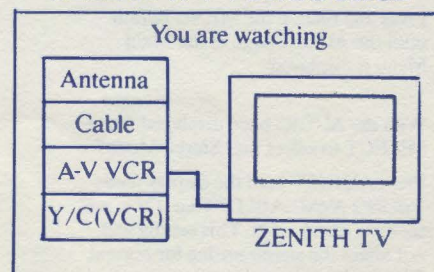 You are watching
Antenna
Cable
A-V VCR
Y/C(VCR)
ZENITH TV